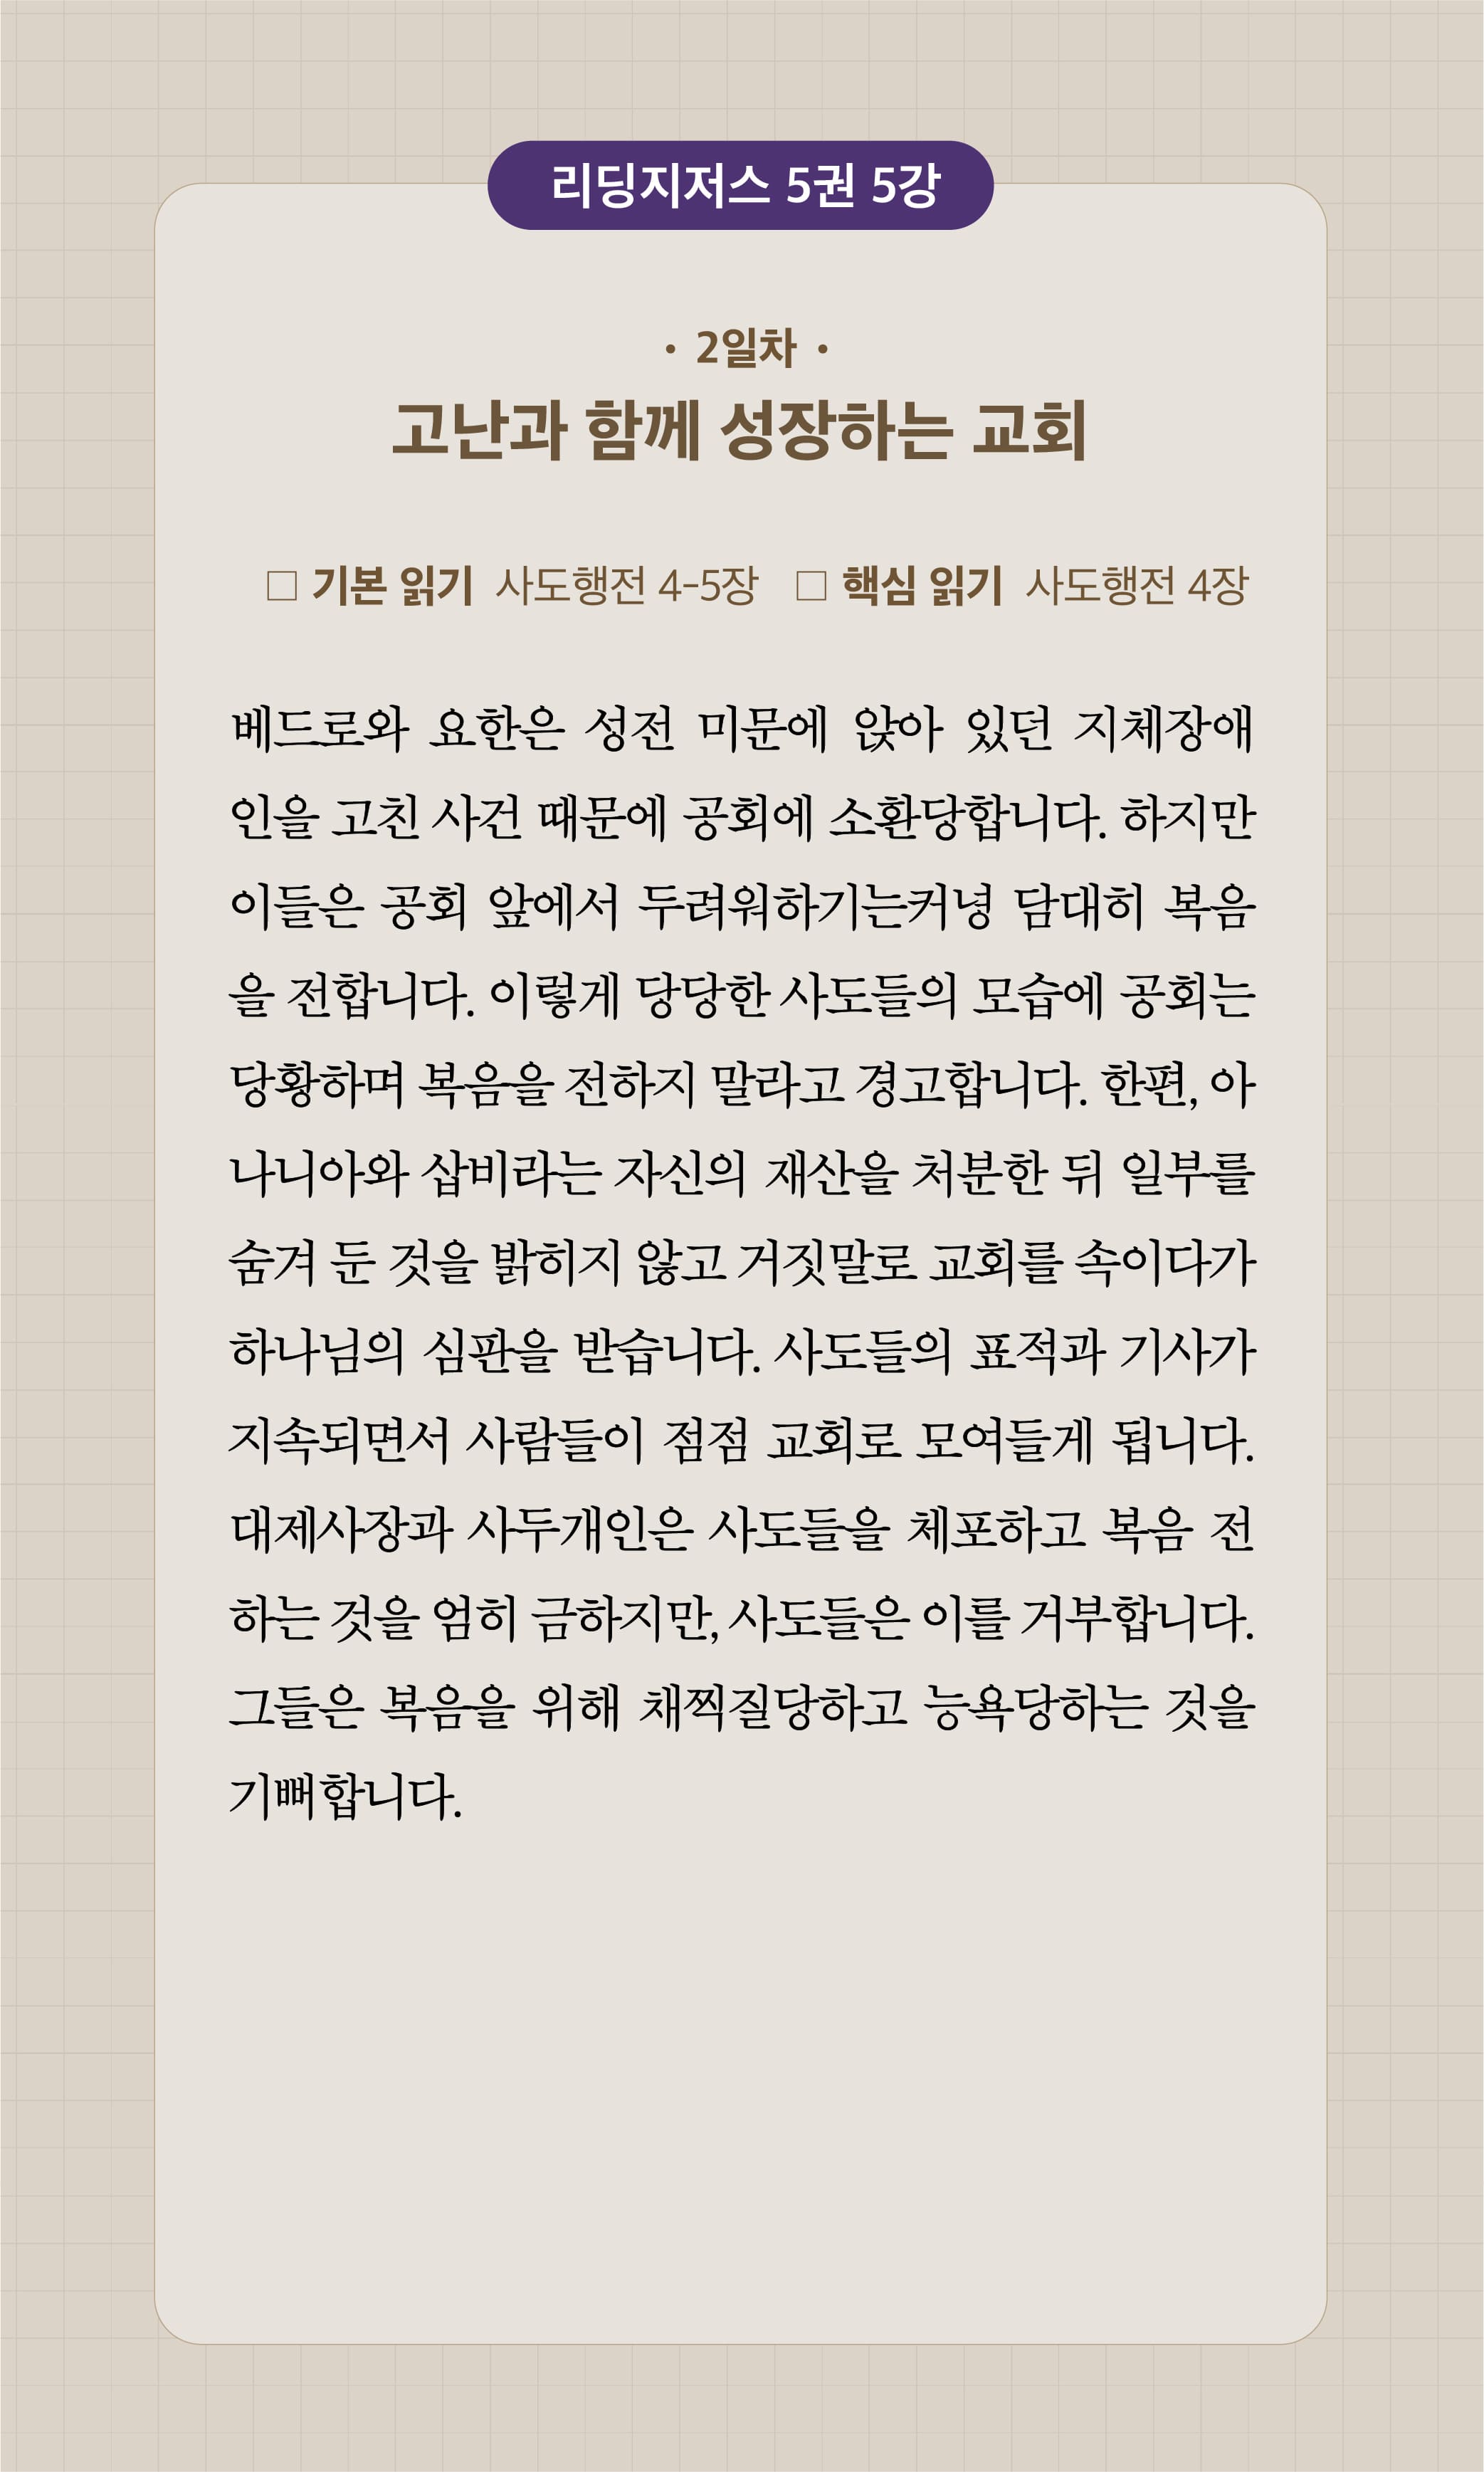 리딩지저스 5권 5강
· 2일차 ·
고난과 함께 성장하는 교회
□ 기본 읽기 사도행전 4-5장 □ 핵심 읽기 사도행전 4장
베드로와 요한은 성전 미문에 앉아 있던 지체장애
인을 고친 사건 때문에 공회에 소환당합니다. 하지만
이들은 공회 앞에서 두려워하기는커녕 담대히 복음
을 전합니다. 이렇게 당당한 사도들의 모습에 공회는
당황하며 복음을 전하지 말라고 경고합니다. 한편, 아
나니아와 삽비라는 자신의 재산을 처분한 뒤 일부를
숨겨 둔 것을 밝히지 않고 거짓말로 교회를 속이다가
하나님의 심판을 받습니다. 사도들의 표적과 기사가
지속되면서 사람들이 점점 교회로 모여들게 됩니다.
대제사장과 사두개인은 사도들을 체포하고 복음 전
하는 것을 엄히 금하지만, 사도들은 이를 거부합니다.
그들은 복음을 위해 채찍질당하고 능욕당하는 것을
기뻐합니다.